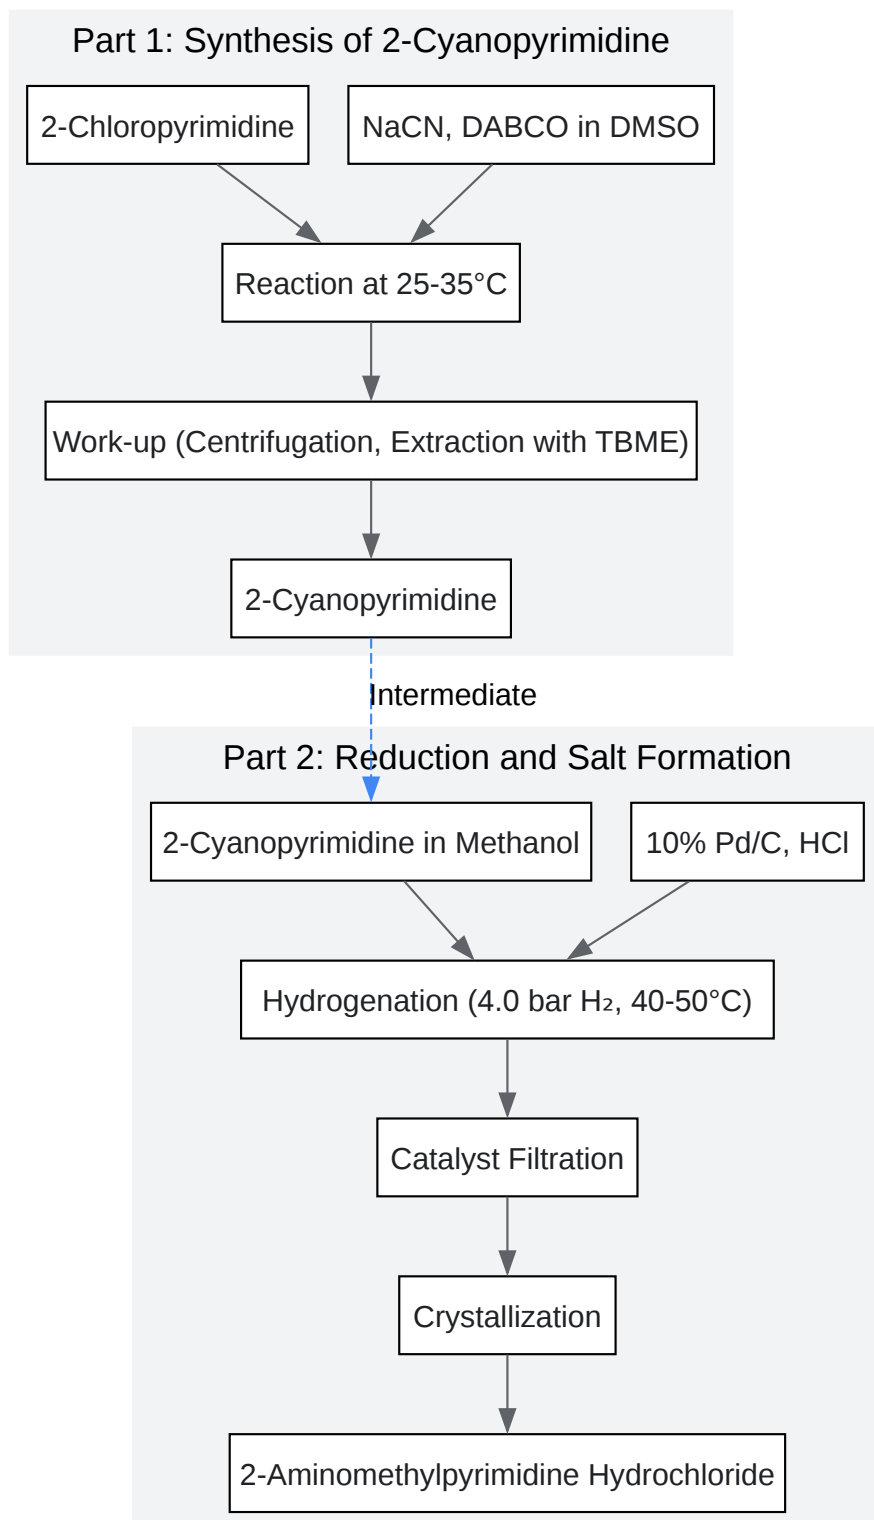 Part 1: Synthesis of 2-Cyanopyrimidine
2-Chloropyrimidine
NaCN, DABCO in DMSO
Reaction at 25-35°C
Work-up (Centrifugation, Extraction with TBME)
2-Cyanopyrimidine
Intermediate
Part 2: Reduction and Salt Formation
2-Cyanopyrimidine in Methanol
10% Pd/C, HCl
Hydrogenation (4.0 bar H₂, 40-50°C)
Catalyst Filtration
Crystallization
2-Aminomethylpyrimidine Hydrochloride